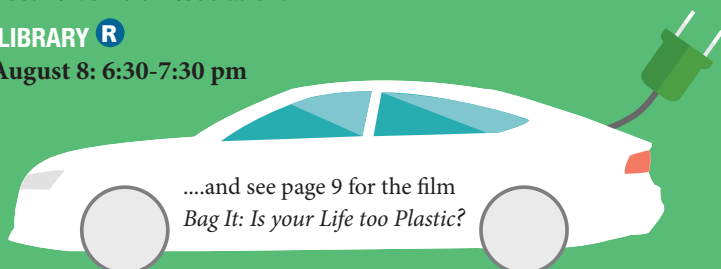 LIBRARY R
August 8: 6:30-7:30 pm
....and see page 9 for the film
Bag It: Is your Life too Plastic?